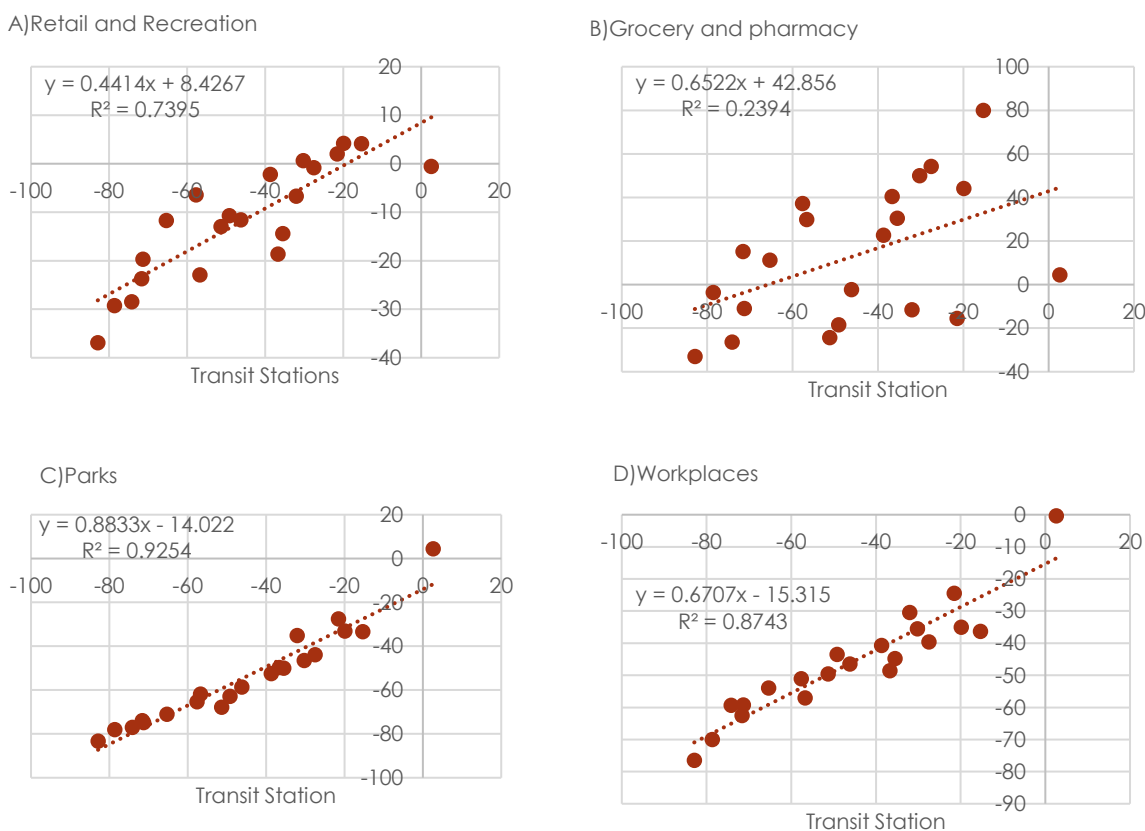 A)Retail and Recreation
y = 0.4414x + 8.4267
R² = 0.7395
20
10
0
-100 -80 -60 -40 -20 0 20
-10
-20
-30
-40
Transit Stations
B)Grocery and pharmacy
y = 0.6522x + 42.856
R² = 0.2394
100
80
60
40
20
0
-100 -80 -60 -40 -20 0 20
-20
-40
Transit Station
C)Parks
y = 0.8833x - 14.022
R² = 0.9254
20
0
-100 -80 -60 -40 -20 0 20
-20
-40
-60
-80
-100
Transit Station
D)Workplaces
0
-100 -80 -60 -40 -20 0 20
-10
-20
y = 0.6707x - 15.315
R² = 0.8743
-30
-40
-50
-60
-70
-80
-90
Transit Station